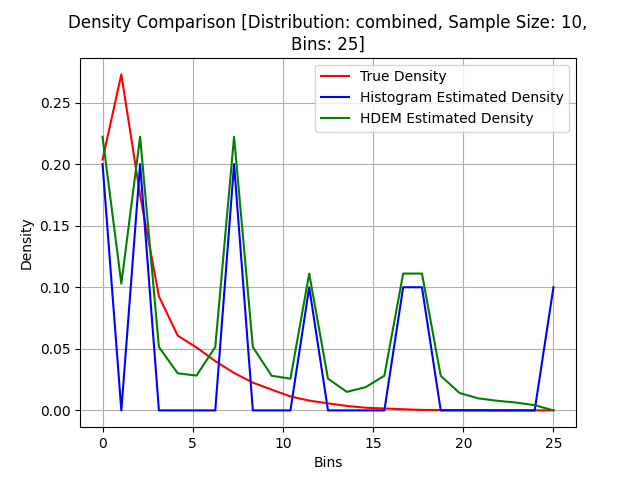 Density Comparison [Distribution: combined, Sample Size: 10,
Bins: 25]
True Density
Histogram Estimated Density
HDEM Estimated Density
Density
0.25
0.20
0.15
0.10
0.05
0.00
0 5 10 15 20 25
Bins